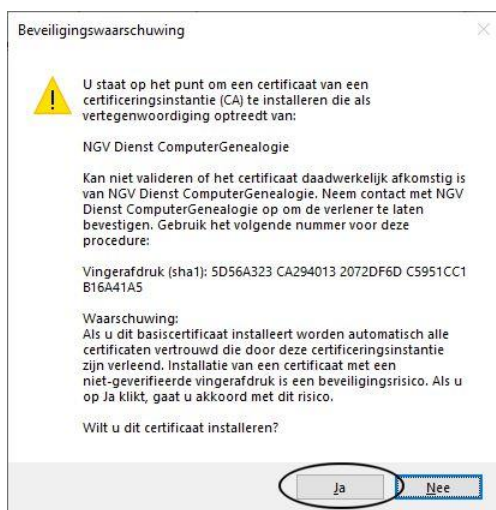 Beveiligingswaarschuwing
U staat op het punt om een certificaat van een
certificeringsinstantie (CA) te installeren die als
vertegenwoordiging optreedt van:
NGV Dienst ComputerGenealogie
Kan niet valideren of het certificaat daadwerkelijk afkomstig is
van NGV Dienst ComputerGenealogie. Neem contact met NGV
Dienst ComputerGenealogie op om de verlener te laten
bevestigen. Gebruik het volgende nummer voor deze
procedure:
Vingerafdruk (sha1): 5D56A323 CA294013 2072DF6D C5951CC1
B16A41A5
Waarschuwing:
Als u dit basiscertificaat installeert worden automatisch alle
certificaten vertrouwd die door deze certificeringsinstantie
zijn verleend. Installatie van een certificaat met een
niet-geverifieerde vingerafdruk is een beveiligingsrisico. Als u
op Ja klikt, gaat u akkoord met dit risico.
Wilt u dit certificaat installeren?
Ja
Nee